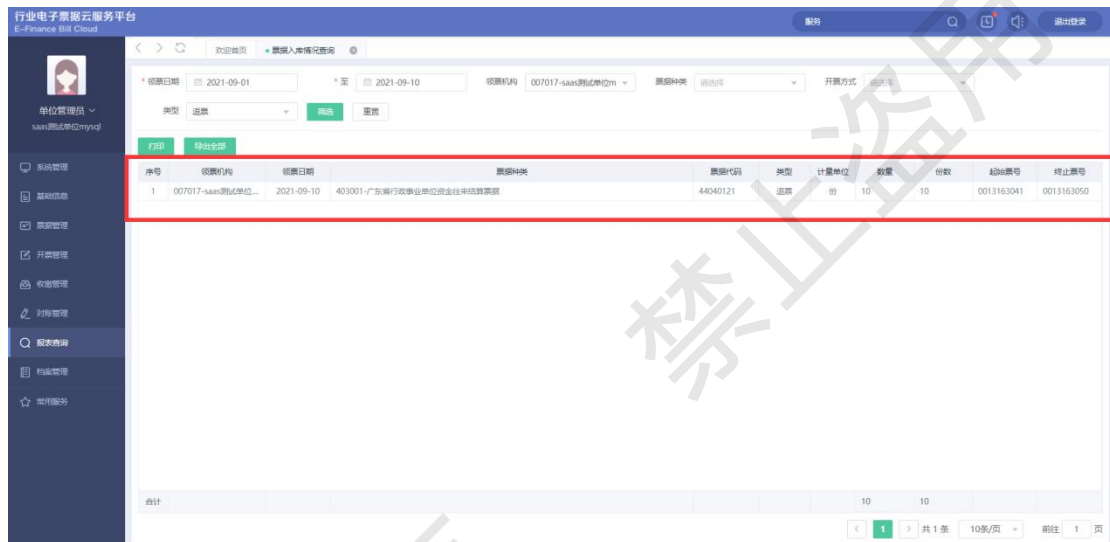 行业电子票据云服务平台
E-Finance Bill Cloud
服务
退出登录
欢迎首页 票据入库情况查询
单位管理员
saas测试单位mysql
* 领票日期 2021-09-01 * 至 2021-09-10 领票机构 007017-saas测试单位m 票据种类 请选择 开票方式 请选择
类型 退票 筛选 重置
打印 导出全部
系统管理
基础信息
票据管理
开票管理
收缴管理
对账管理
报表查询
档案管理
常用服务
序号 领票机构 领票日期 票据种类 票据代码 类型 计量单位 数量 份数 起始票号 终止票号
1 007017-saas测试单位... 2021-09-10 403001-广东省行政事业单位资金往来结算票据 44040121 退票 份 10 10 0013163041 0013163050
合计 10 10
1 共 1 条 10条/页 前往 1 页
禁止盗用